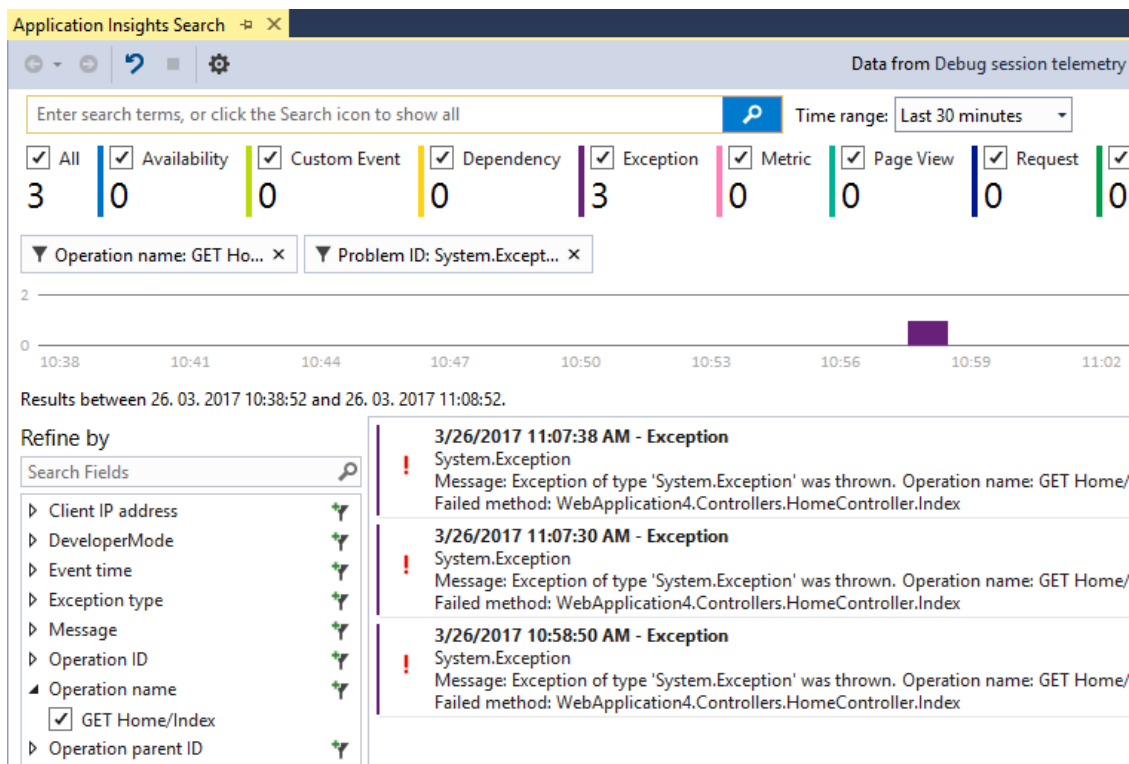 Application Insights Search
Data from Debug session telemetry
Enter search terms, or click the Search icon to show all
Time range: Last 30 minutes
All Availability Custom Event Dependency Exception Metric Page View Request
3 0 0 0 3 0 0 0 0
Operation name: GET Ho... Problem ID: System.Except...
2
0
10:38 10:41 10:44 10:47 10:50 10:53 10:56 10:59 11:02
Results between 26. 03. 2017 10:38:52 and 26. 03. 2017 11:08:52.
Refine by
Search Fields
Client IP address
DeveloperMode
Event time
Exception type
Message
Operation ID
Operation name
GET Home/Index
Operation parent ID
3/26/2017 11:07:38 AM - Exception
System.Exception
Message: Exception of type 'System.Exception' was thrown. Operation name: GET Home/
Failed method: WebApplication4.Controllers.HomeController.Index
3/26/2017 11:07:30 AM - Exception
System.Exception
Message: Exception of type 'System.Exception' was thrown. Operation name: GET Home/
Failed method: WebApplication4.Controllers.HomeController.Index
3/26/2017 10:58:50 AM - Exception
System.Exception
Message: Exception of type 'System.Exception' was thrown. Operation name: GET Home/
Failed method: WebApplication4.Controllers.HomeController.Index